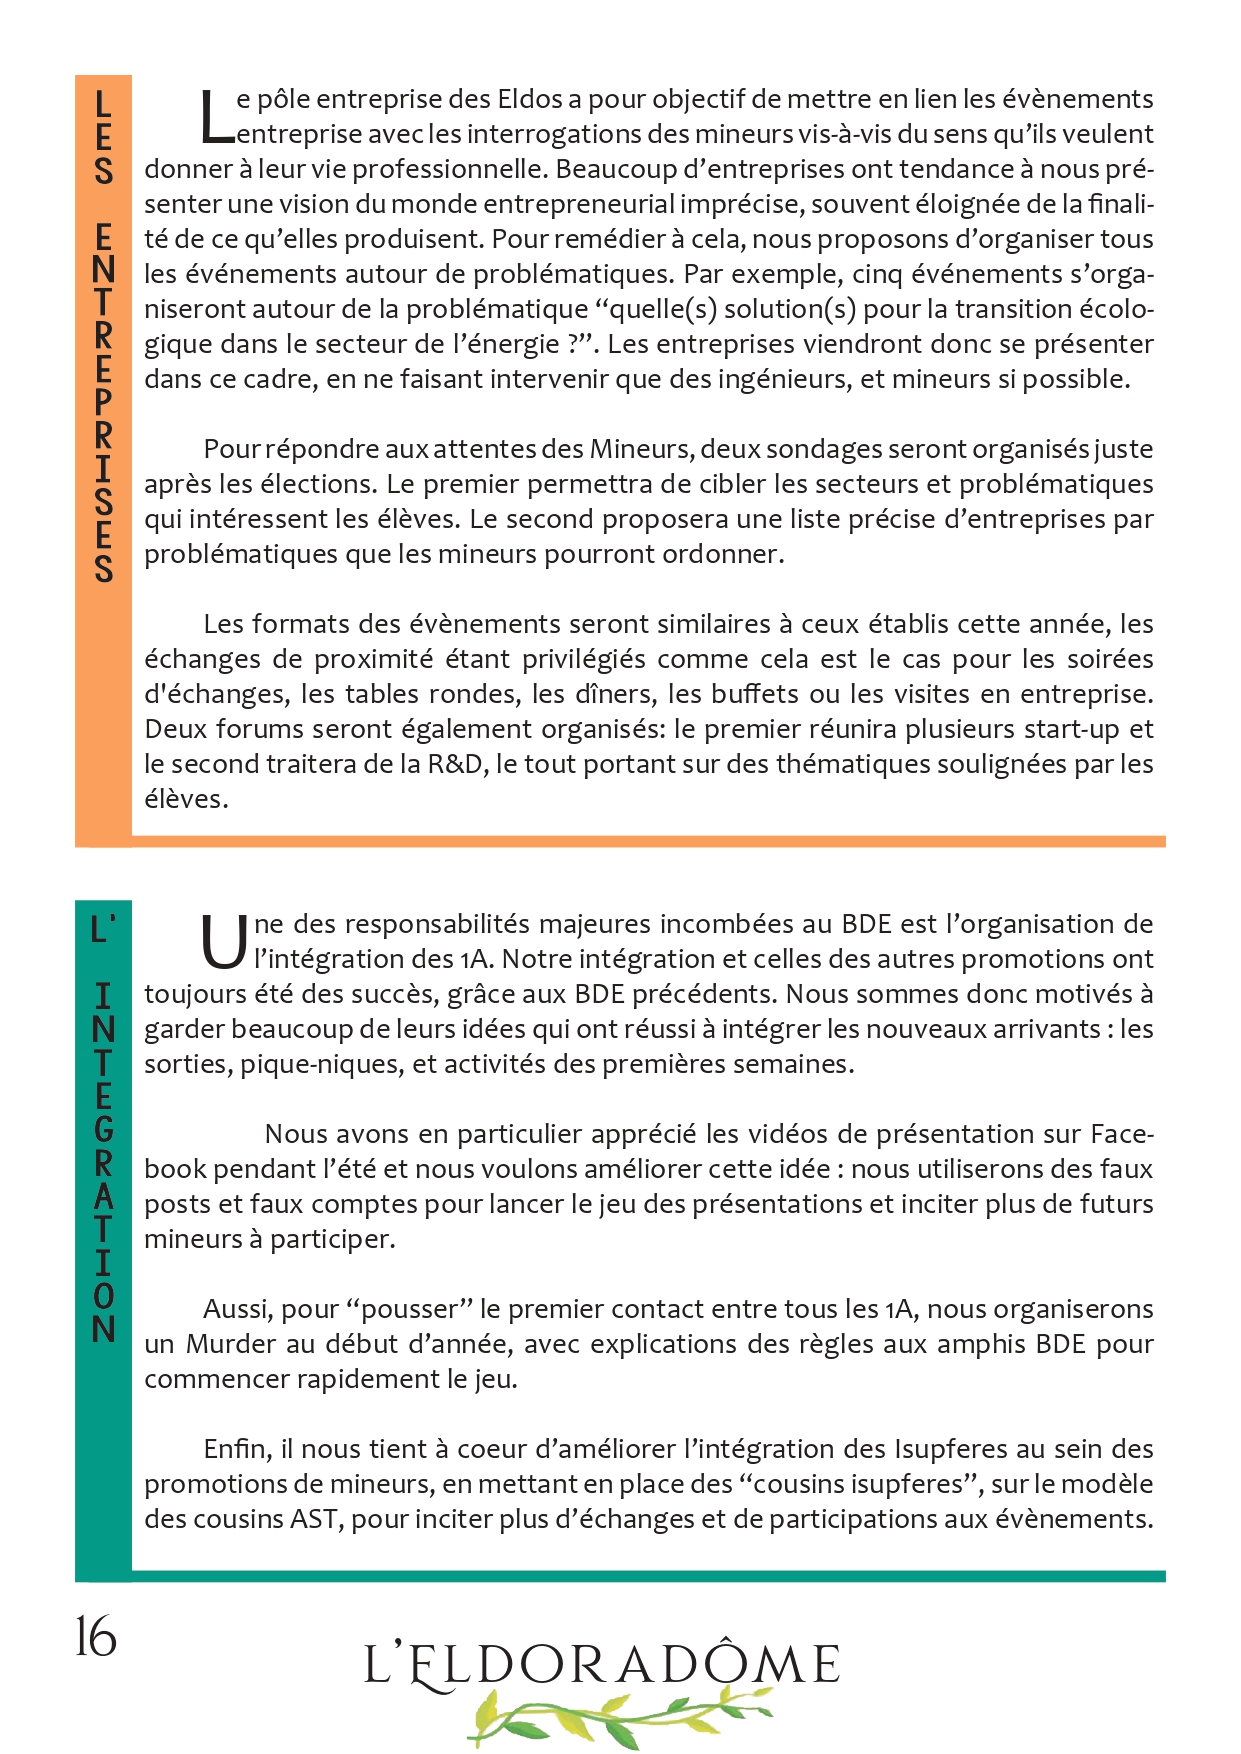 LES ENTREPRISES
Le pôle entreprise des Eldos a pour objectif de mettre en lien les évènements
entreprise avec les interrogations des mineurs vis-à-vis du sens qu’ils veulent
donner à leur vie professionnelle. Beaucoup d’entreprises ont tendance à nous pré-
senter une vision du monde entrepreneurial imprécise, souvent éloignée de la finali-
té de ce qu’elles produisent. Pour remédier à cela, nous proposons d’organiser tous
les événements autour de problématiques. Par exemple, cinq événements s’orga-
niseront autour de la problématique “quelle(s) solution(s) pour la transition écolo-
gique dans le secteur de l’énergie ?”. Les entreprises viendront donc se présenter
dans ce cadre, en ne faisant intervenir que des ingénieurs, et mineurs si possible.
Pour répondre aux attentes des Mineurs, deux sondages seront organisés juste
après les élections. Le premier permettra de cibler les secteurs et problématiques
qui intéressent les élèves. Le second proposera une liste précise d’entreprises par
problématiques que les mineurs pourront ordonner.
Les formats des évènements seront similaires à ceux établis cette année, les
échanges de proximité étant privilégiés comme cela est le cas pour les soirées
d'échanges, les tables rondes, les dîners, les buffets ou les visites en entreprise.
Deux forums seront également organisés: le premier réunira plusieurs start-up et
le second traitera de la R&D, le tout portant sur des thématiques soulignées par les
élèves.
L' INTEGRATION
Une des responsabilités majeures incombées au BDE est l’organisation de
l’intégration des 1A. Notre intégration et celles des autres promotions ont
toujours été des succès, grâce aux BDE précédents. Nous sommes donc motivés à
garder beaucoup de leurs idées qui ont réussi à intégrer les nouveaux arrivants : les
sorties, pique-niques, et activités des premières semaines.
Nous avons en particulier apprécié les vidéos de présentation sur Face-
book pendant l’été et nous voulons améliorer cette idée : nous utiliserons des faux
posts et faux comptes pour lancer le jeu des présentations et inciter plus de futurs
mineurs à participer.
Aussi, pour “pousser” le premier contact entre tous les 1A, nous organiserons
un Murder au début d’année, avec explications des règles aux amphis BDE pour
commencer rapidement le jeu.
Enfin, il nous tient à coeur d’améliorer l’intégration des Isupferes au sein des
promotions de mineurs, en mettant en place des “cousins isupferes”, sur le modèle
des cousins AST, pour inciter plus d’échanges et de participations aux évènements.
16
L’ELDORADÔME